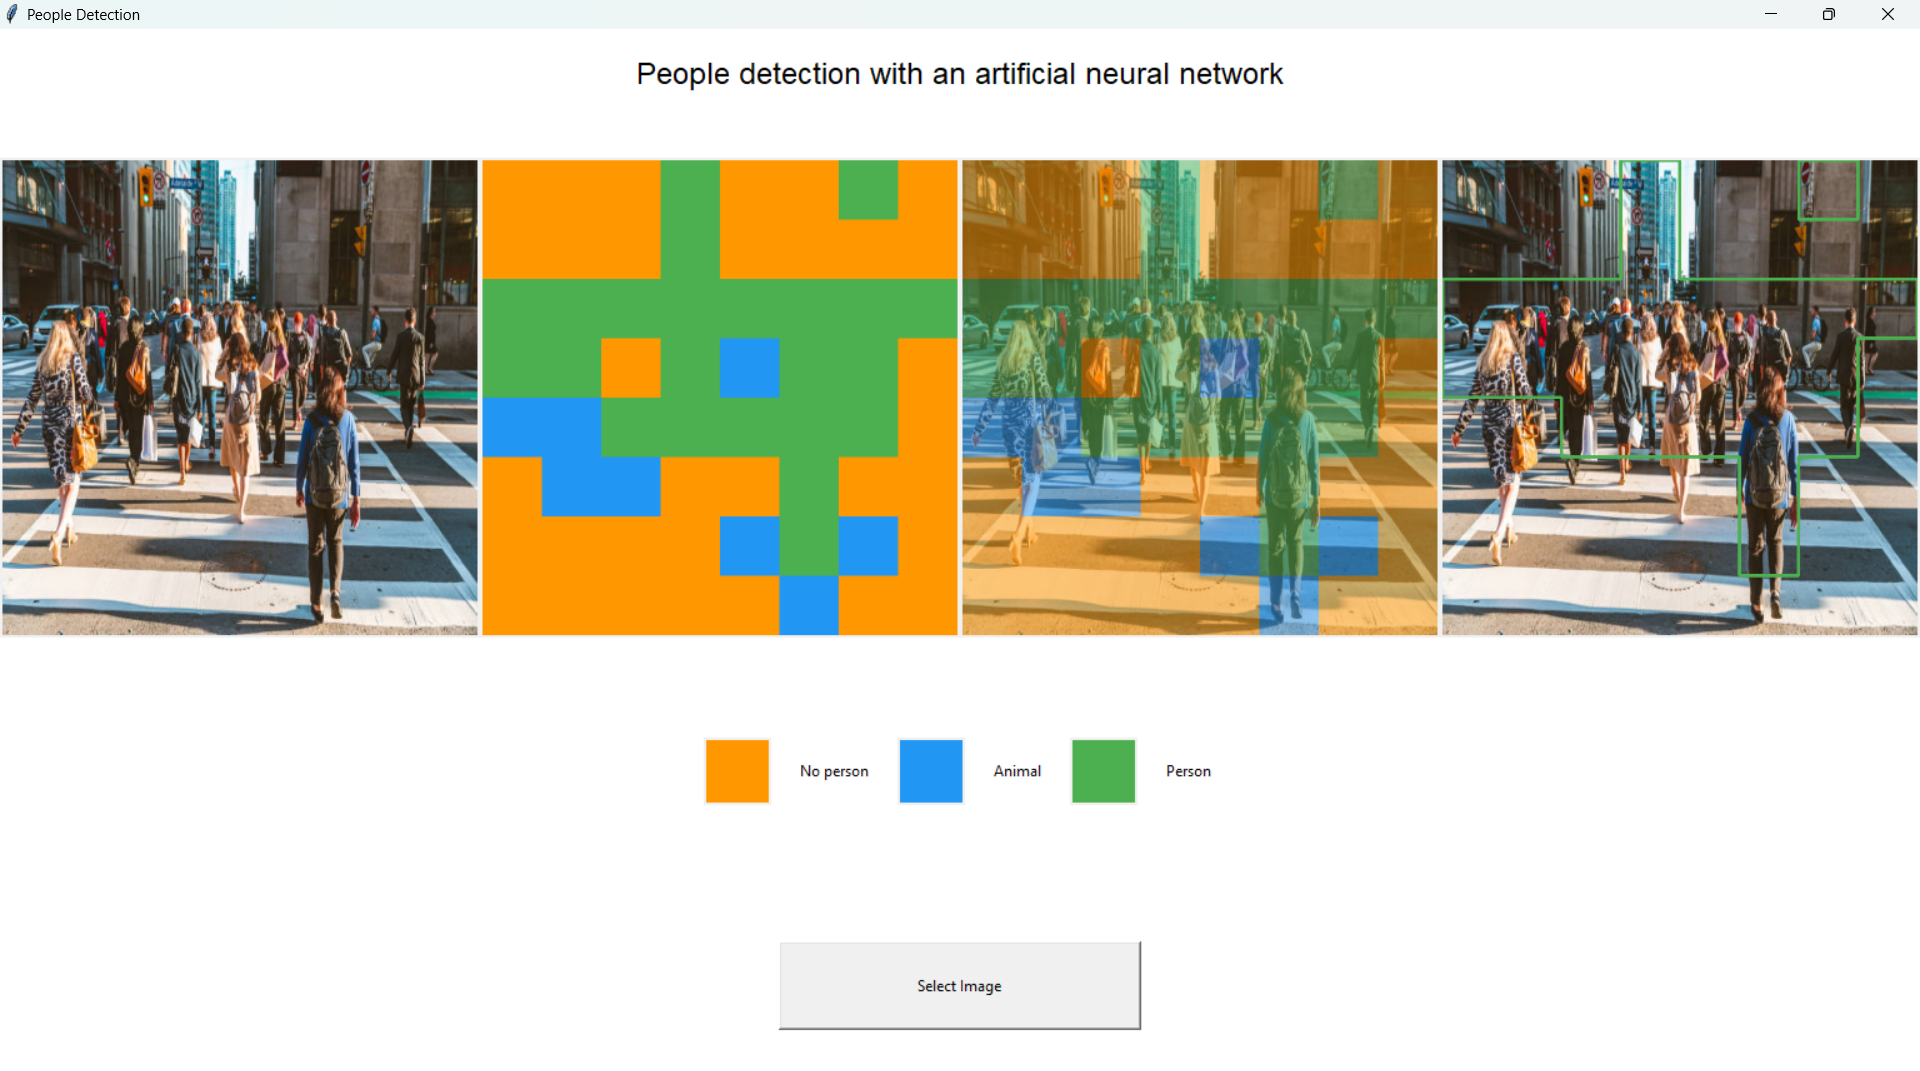 People Detection
People detection with an artificial neural network
No person
Animal
Person
Select Image